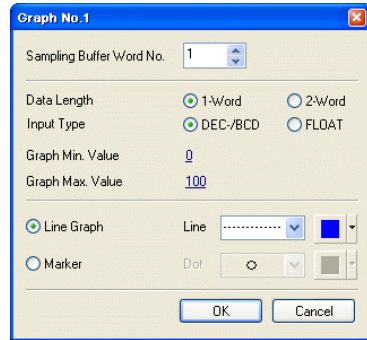 Graph No.1
Sampling Buffer Word No. 1
Data Length 1-Word 2-Word
Input Type DEC-/BCD FLOAT
Graph Min. Value 0
Graph Max. Value 100
Line Graph Line
Marker Dot
OK Cancel